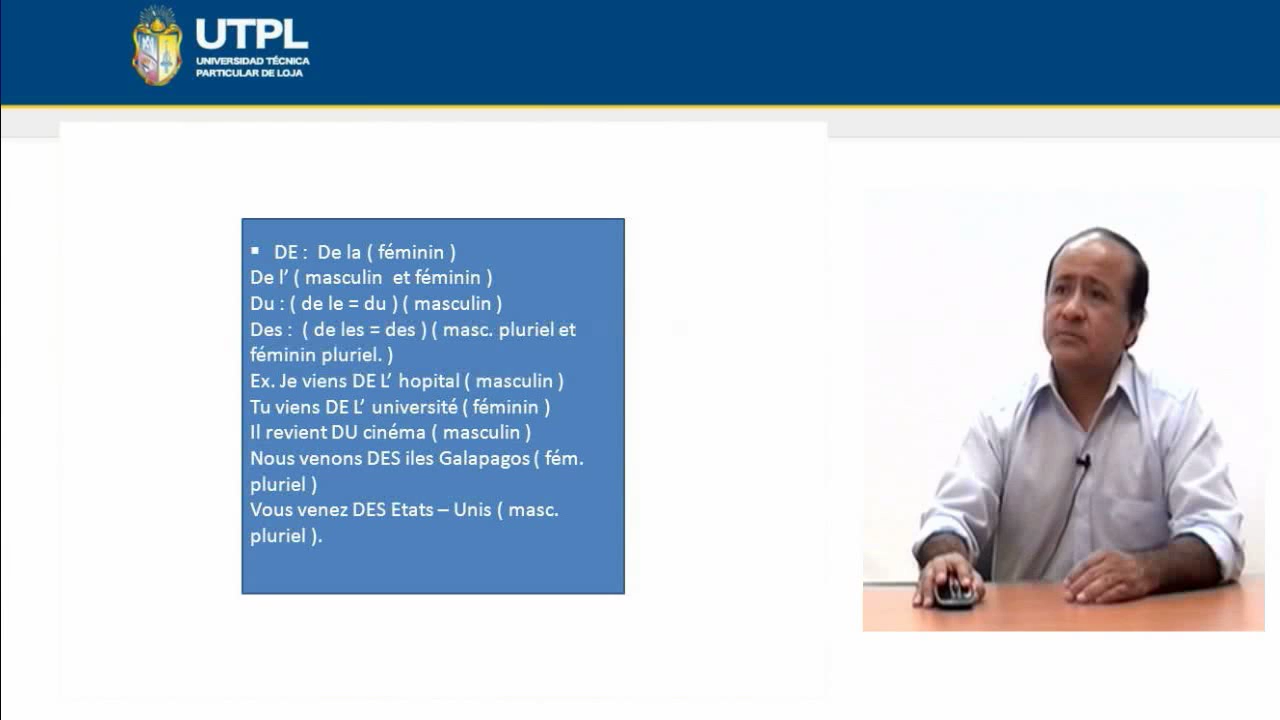 UTPL
UNIVERSIDAD TÉCNICA
PARTICULAR DE LOJA
▪ DE : De la ( féminin )
De l’ ( masculin et féminin )
Du : ( de le = du ) ( masculin )
Des : ( de les = des ) ( masc. pluriel et
féminin pluriel. )
Ex. Je viens DE L’ hopital ( masculin )
Tu viens DE L’ université ( féminin )
Il revient DU cinéma ( masculin )
Nous venons DES iles Galapagos ( fém.
pluriel )
Vous venez DES Etats – Unis ( masc.
pluriel ).